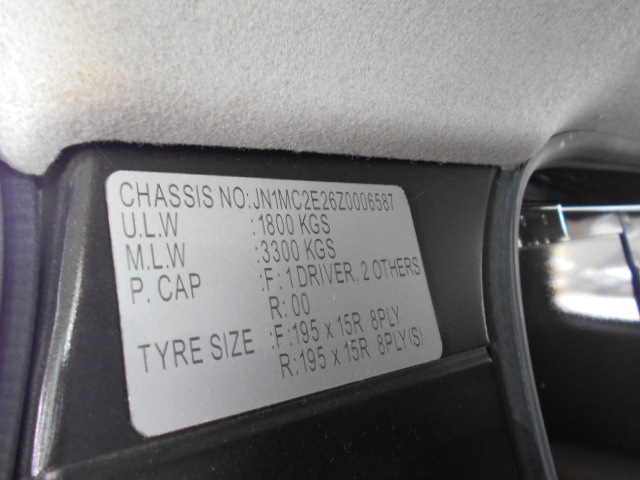 CHASSIS NO:JN1MC2E26Z0006587
U.L.W :1800 KGS
M.L.W :3300 KGS
P. CAP :F : 1 DRIVER, 2 OTHERS
R: 00
TYRE SIZE :F:195 x 15R 8PLY
R:195 x 15R 8PLY(S)